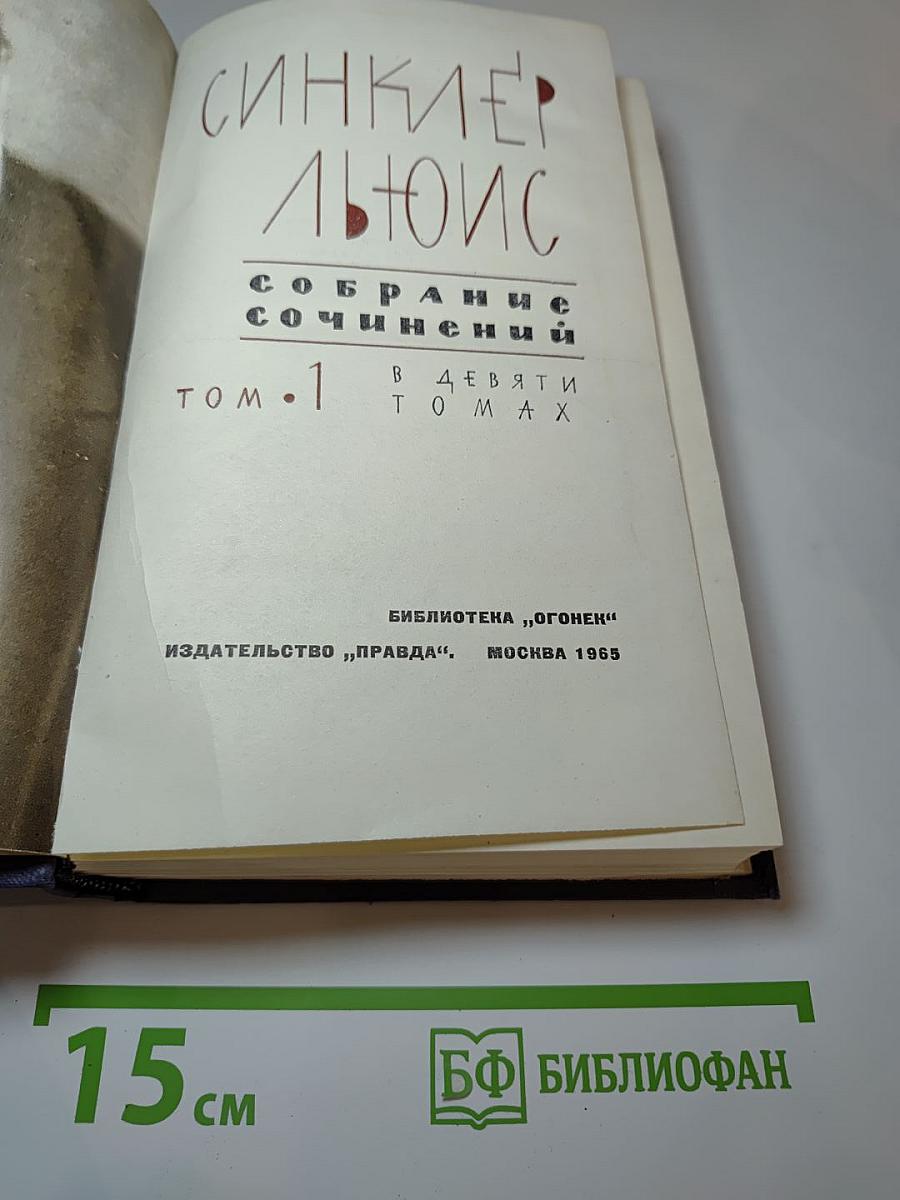 СИНКЛЕР
ЛЬЮИС
СОБРАНИЕ
СОЧИНЕНИЙ
ТОМ • 1
В ДЕВЯТИ
ТОМАХ
БИБЛИОТЕКА „ОГОНЕК“
ИЗДАТЕЛЬСТВО „ПРАВДА“. МОСКВА 1965
15 см
БФ БИБЛИОФАН